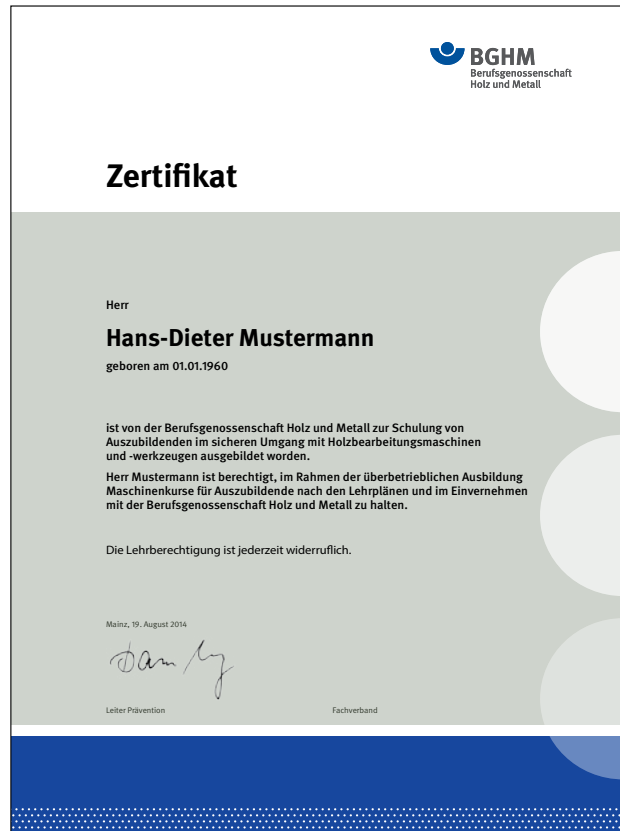 BGHM
Berufsgenossenschaft
Holz und Metall
Zertifikat
Herr
Hans-Dieter Mustermann
geboren am 01.01.1960
ist von der Berufsgenossenschaft Holz und Metall zur Schulung von
Auszubildenden im sicheren Umgang mit Holzbearbeitungsmaschinen
und -werkzeugen ausgebildet worden.
Herr Mustermann ist berechtigt, im Rahmen der überbetrieblichen Ausbildung
Maschinenkurse für Auszubildende nach den Lehrplänen und im Einvernehmen
mit der Berufsgenossenschaft Holz und Metall zu halten.
Die Lehrberechtigung ist jederzeit widerruflich.
Mainz, 19. August 2014
Leiter Prävention
Fachverband